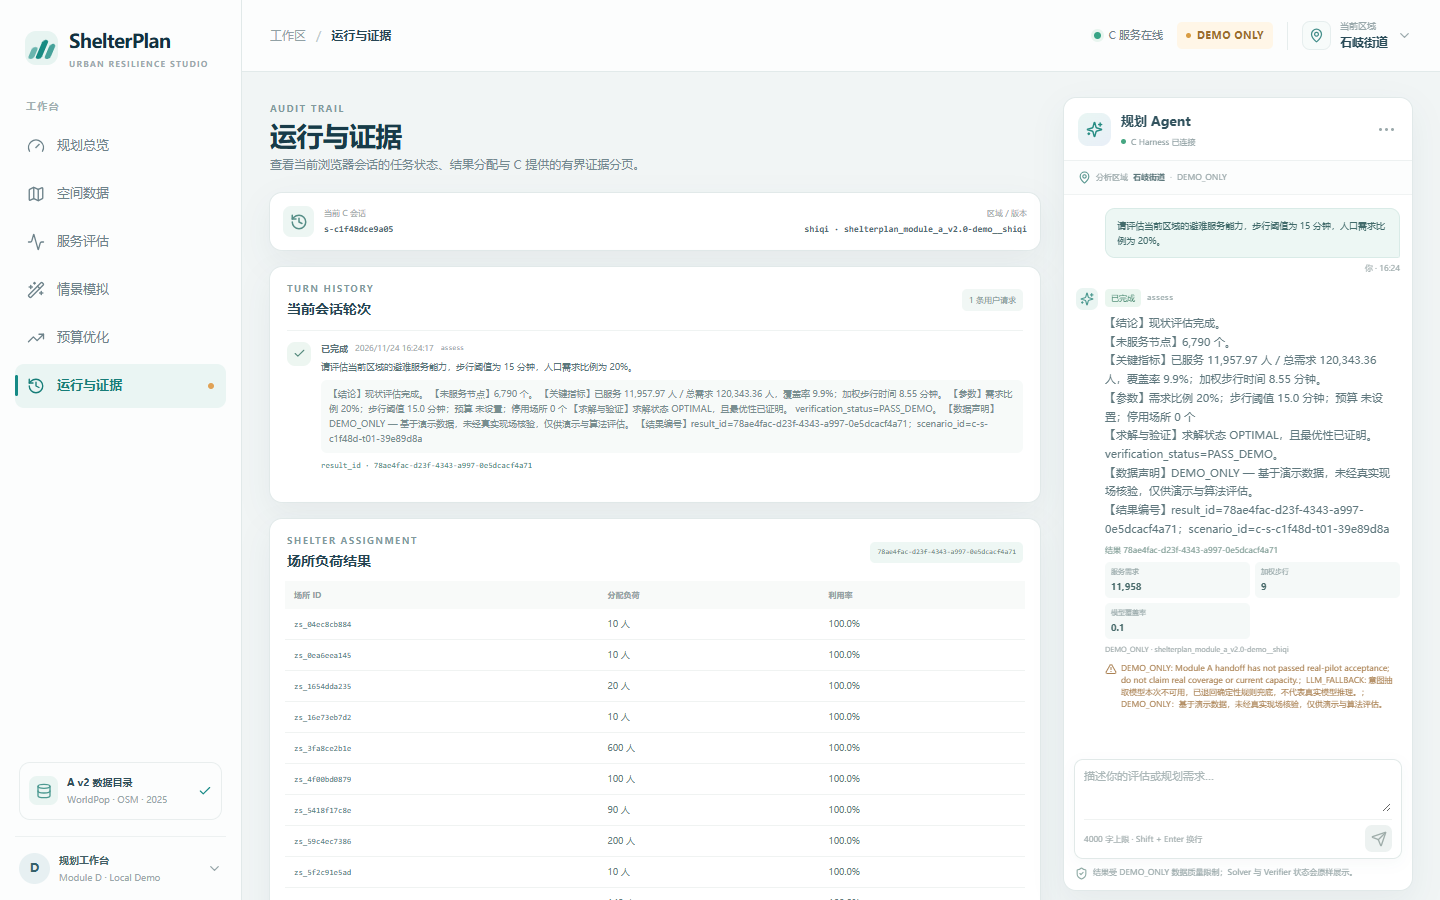 ShelterPlan
URBAN RESILIENCE STUDIO
工作台
规划总览
空间数据
服务评估
情景模拟
预算优化
运行与证据
A v2 数据目录
WorldPop · OSM · 2025
D
规划工作台
Module D · Local Demo
工作区 / 运行与证据
C 服务在线
DEMO ONLY
当前区域
石岐街道
AUDIT TRAIL
运行与证据
查看当前浏览器会话的任务状态、结果分配与 C 提供的有界证据分页。
当前 C 会话
s-c1f48dce9a05
区域 / 版本
shiqi · shelterplan_module_a_v2.0-demo__shiqi
TURN HISTORY
当前会话轮次
1 条用户请求
已完成 2026/11/24 16:24:17 assess
请评估当前区域的避难服务能力，步行阈值为 15 分钟，人口需求比例为 20%。
【结论】现状评估完成。 【未服务节点】6,790 个。 【关键指标】已服务 11,957.97 人 / 总需求 120,343.36 人，覆盖率 9.9%；加权步行时间 8.55 分钟。 【参数】需求比
例 20%；步行阈值 15.0 分钟；预算 未设置；停用场所 0 个 【求解与验证】求解状态 OPTIMAL，且最优性已证明。 verification_status=PASS_DEMO。 【数据声明】
DEMO_ONLY — 基于演示数据，未经真实现场核验，仅供演示与算法评估。 【结果编号】result_id=78ae4fac-d23f-4343-a997-0e5dcacf4a71；scenario_id=c-s-
c1f48d-t01-39e89d8a
result_id · 78ae4fac-d23f-4343-a997-0e5dcacf4a71
SHELTER ASSIGNMENT
场所负荷结果
78ae4fac-d23f-4343-a997-0e5dcacf4a71
场所 ID 分配负荷 利用率
zs_04ec8cb884 10 人 100.0%
zs_0ea6eea145 10 人 100.0%
zs_1654dda235 20 人 100.0%
zs_16e73eb7d2 10 人 100.0%
zs_3fa8ce2b1e 600 人 100.0%
zs_4f00bd0879 100 人 100.0%
zs_5418f17c8e 90 人 100.0%
zs_59c4ec7386 200 人 100.0%
zs_5f2c91e5ad 10 人 100.0%
规划 Agent
C Harness 已连接
分析区域 石岐街道 · DEMO_ONLY
请评估当前区域的避难服务能力，步行阈值为 15 分钟，人口需求比
例为 20%。
你 · 16:24
已完成 assess
【结论】现状评估完成。
【未服务节点】6,790 个。
【关键指标】已服务 11,957.97 人 / 总需求 120,343.36
人，覆盖率 9.9%；加权步行时间 8.55 分钟。
【参数】需求比例 20%；步行阈值 15.0 分钟；预算 未设
置；停用场所 0 个
【求解与验证】求解状态 OPTIMAL，且最优性已证明。
verification_status=PASS_DEMO。
【数据声明】DEMO_ONLY — 基于演示数据，未经真实现
场核验，仅供演示与算法评估。
【结果编号】result_id=78ae4fac-d23f-4343-a997-
0e5dcacf4a71；scenario_id=c-s-c1f48d-t01-39e89d8a
结果 78ae4fac-d23f-4343-a997-0e5dcacf4a71
服务需求
11,958
加权步行
9
模型覆盖率
0.1
DEMO_ONLY · shelterplan_module_a_v2.0-demo__shiqi
DEMO_ONLY: Module A handoff has not passed real-pilot acceptance;
do not claim real coverage or current capacity.；LLM_FALLBACK: 意图抽
取模型本次不可用，已退回确定性规则兜底，不代表真实模型推理。；
DEMO_ONLY：基于演示数据，未经真实现场核验，仅供演示与算法评估。
描述你的评估或规划需求...
4000 字上限 · Shift + Enter 换行
结果受 DEMO_ONLY 数据质量限制；Solver 与 Verifier 状态会原样展示。